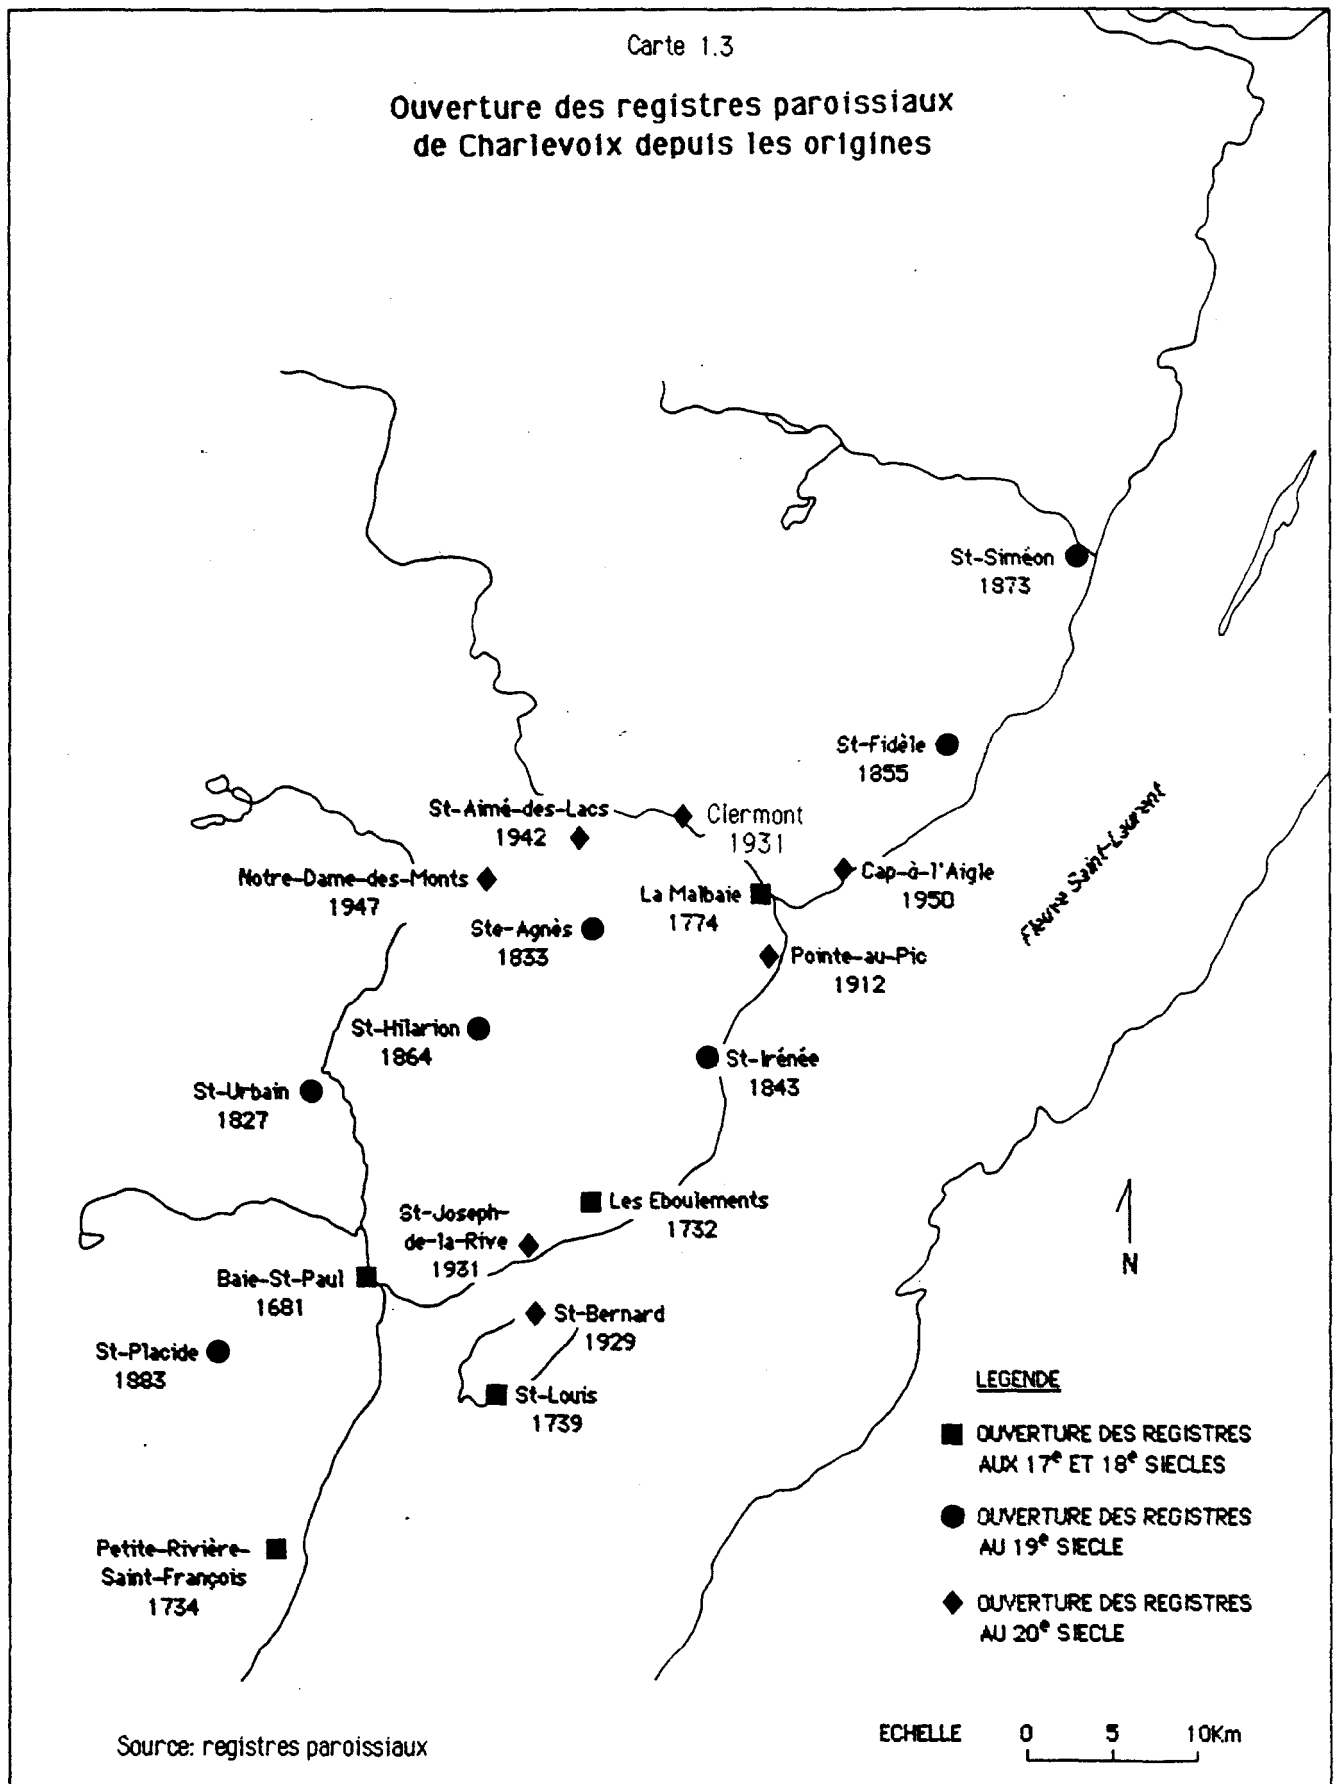 Carte 1.3
Ouverture des registres paroissiaux
de Charlevoix depuis les origines
St-Siméon
1873
St-Fidèle
1855
St-Aimé-des-Lacs
1942
Clermont
1931
Notre-Dame-des-Monts
1947
La Malbaie
1774
Cap-à-l'Aigle
1950
Fleuve Saint-Laurent
Ste-Agnès
1833
Pointe-au-Pic
1912
St-Hilarion
1864
St-Irénée
1843
St-Urbain
1827
Les Eboulements
1732
St-Joseph-
de-la-Rive
1931
N
Baie-St-Paul
1681
St-Bernard
1929
St-Placide
1883
St-Louis
1739
Petite-Rivière-
Saint-François
1734
LEGENDE
OUVERTURE DES REGISTRES
AUX 17e ET 18e SIECLES
OUVERTURE DES REGISTRES
AU 19e SIECLE
OUVERTURE DES REGISTRES
AU 20e SIECLE
ECHELLE 0 5 10Km
Source: registres paroissiaux